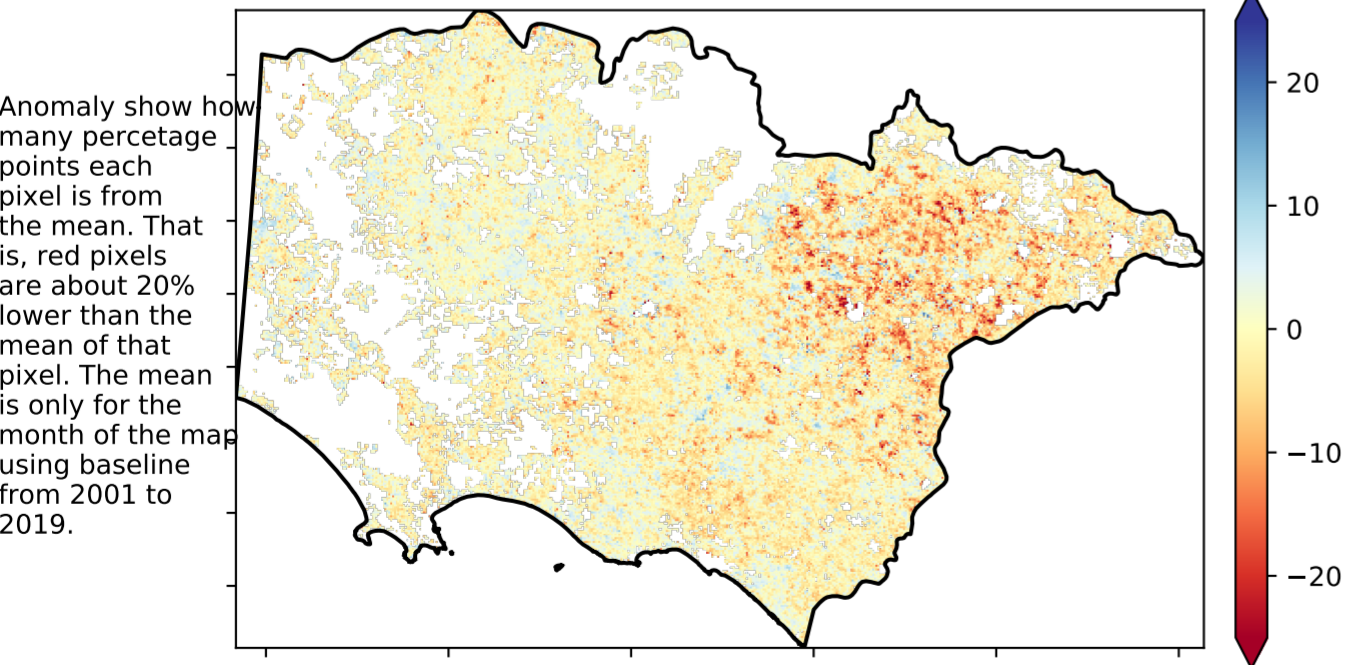 Anomaly show how
many percetage
points each
pixel is from
the mean. That
is, red pixels
are about 20%
lower than the
mean of that
pixel. The mean
is only for the
month of the map
using baseline
from 2001 to
2019.
20
10
0
−10
−20